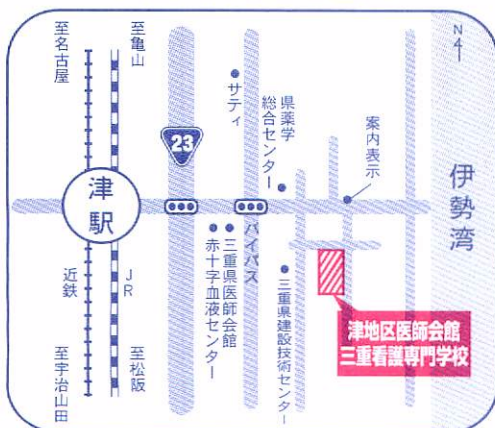 至名古屋
至亀山
23
サティ
県薬学
総合センター
案内表示
N
4
伊勢湾
津駅
バイパス
三重県医師会館
赤十字血液センター
三重県建設技術センター
近鉄
JR
至宇治山田
至松阪
津地区医師会館
三重看護専門学校